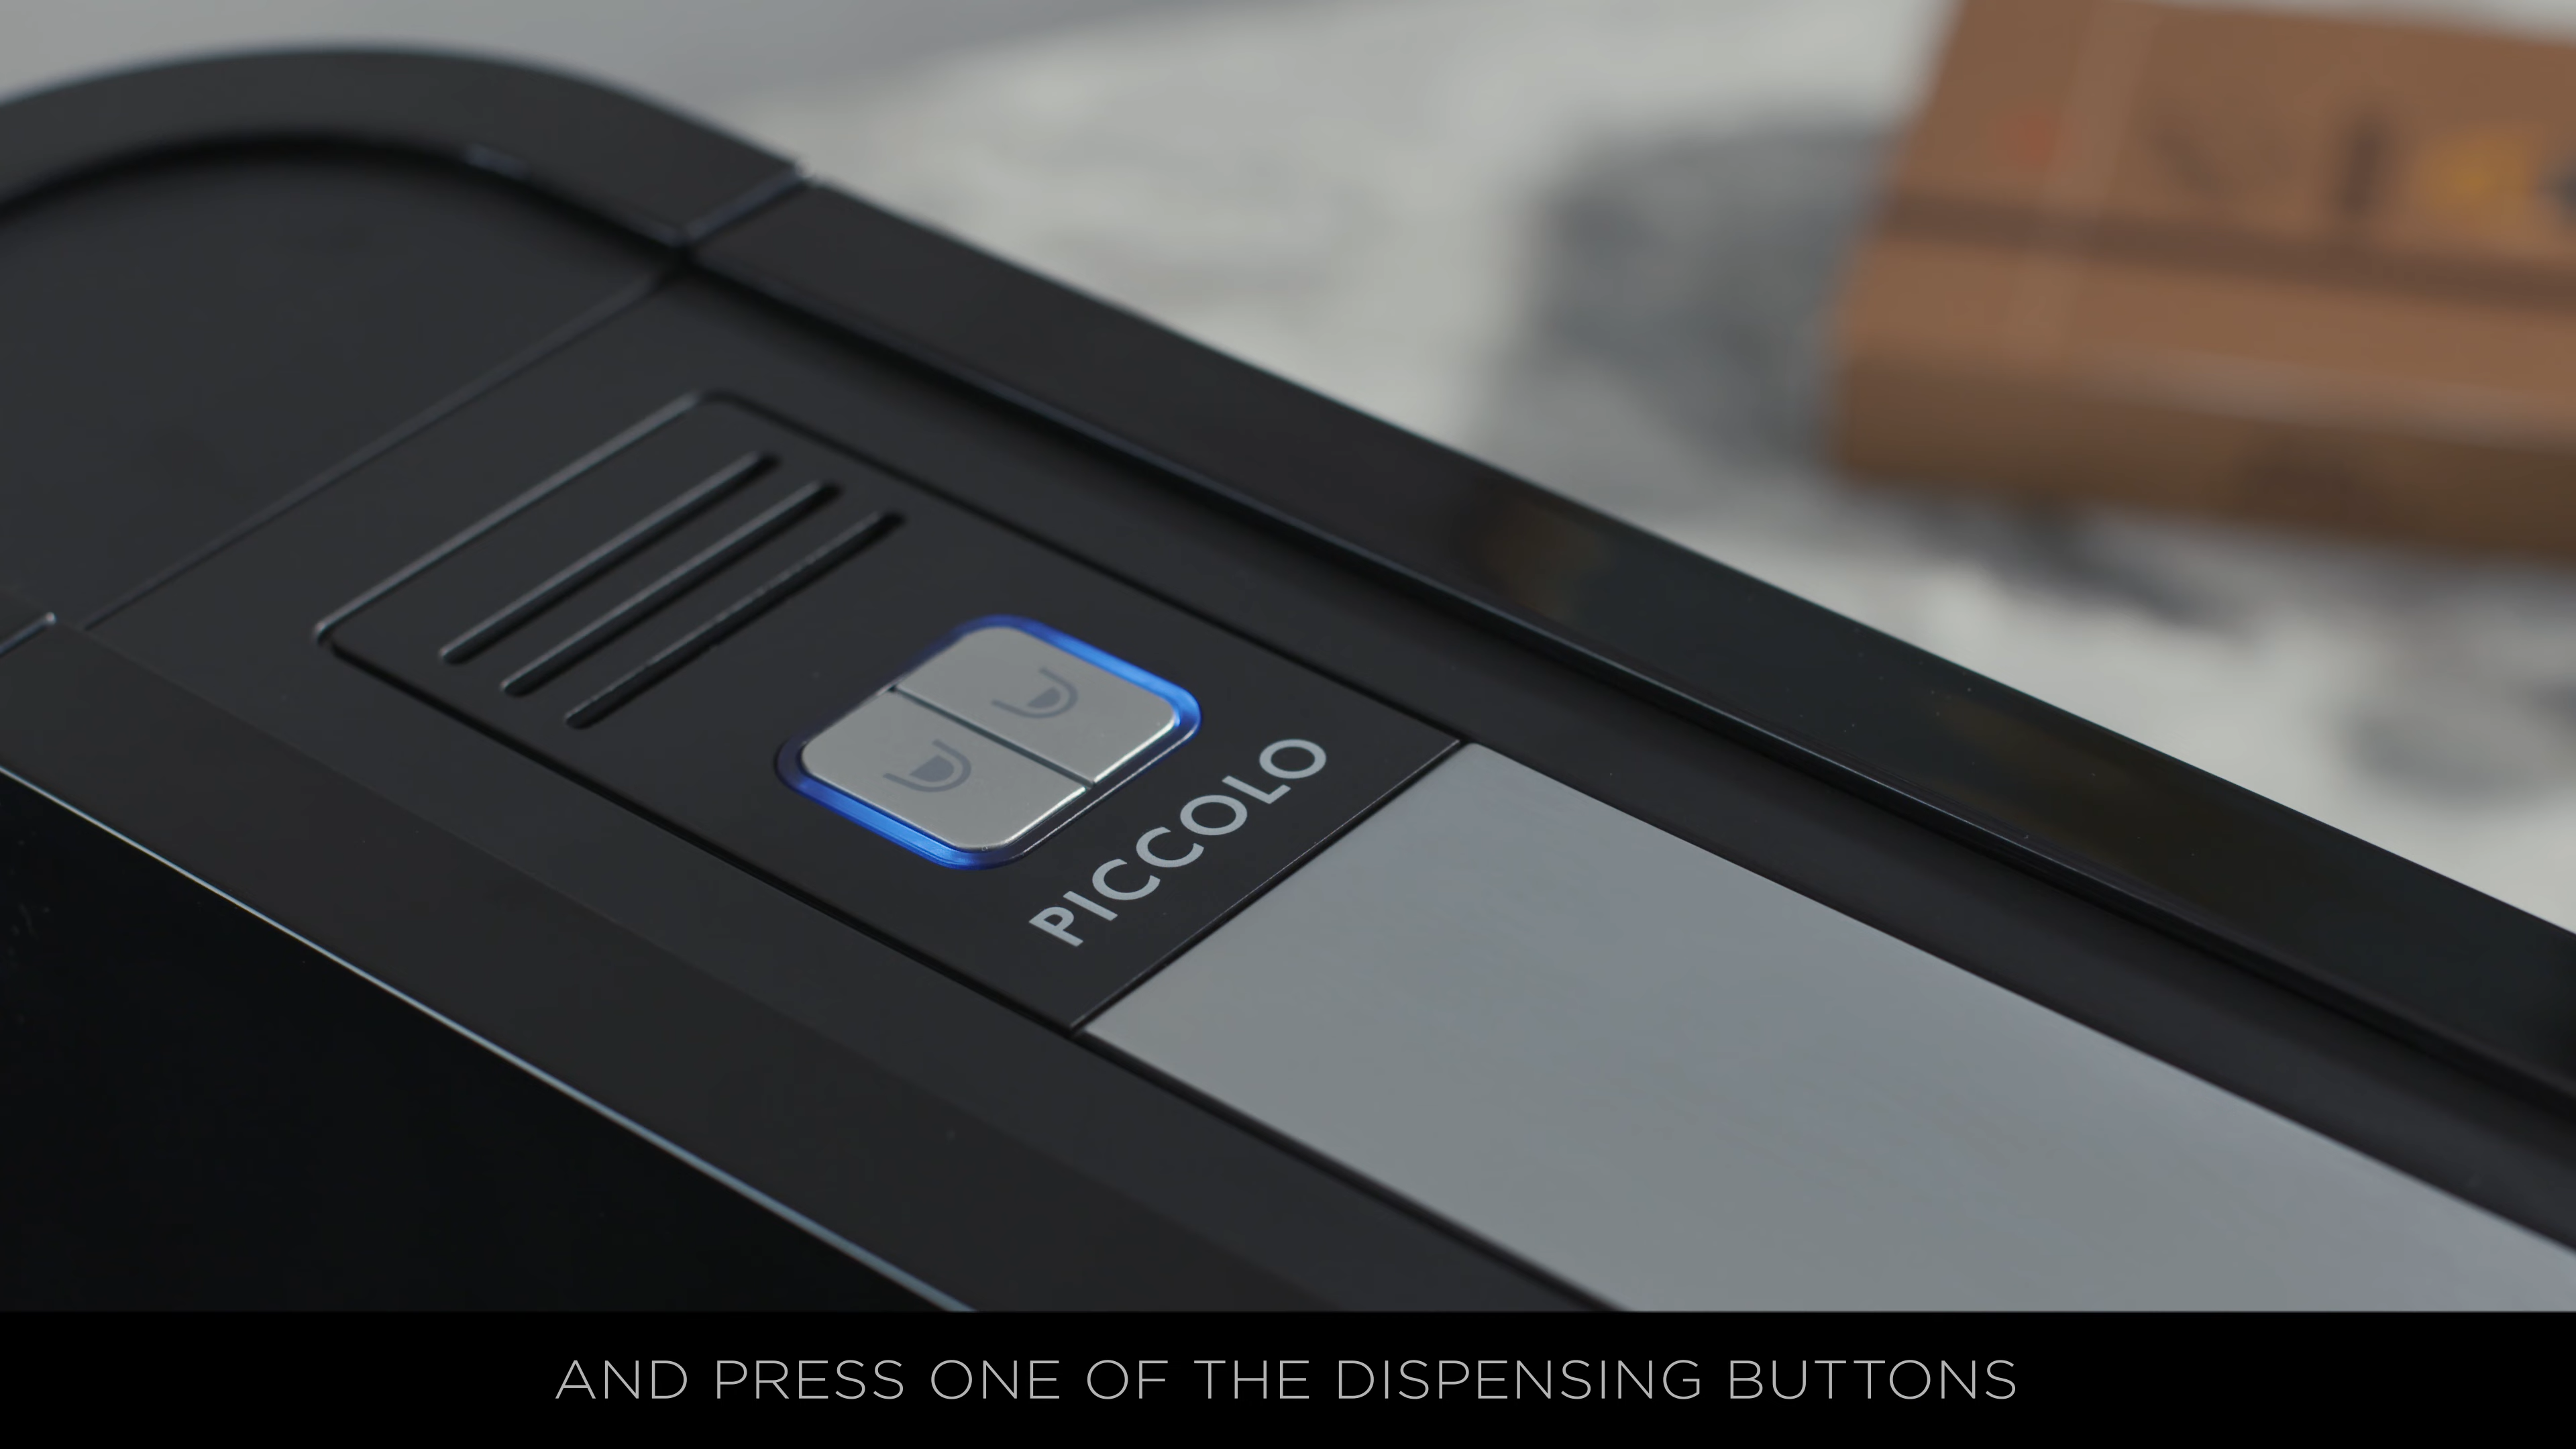 PICCOLO
AND PRESS ONE OF THE DISPENSING BUTTONS